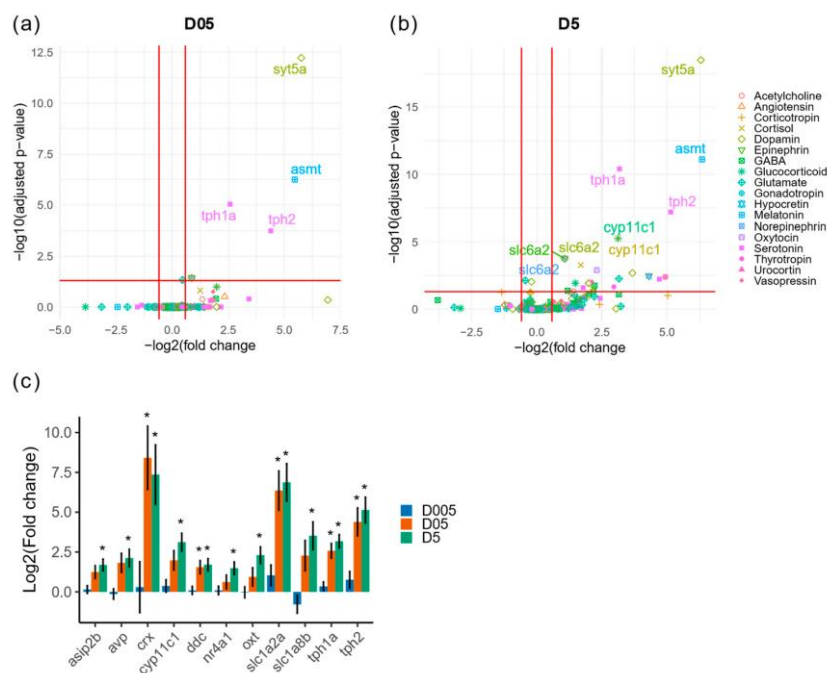 (a)
D05
−log10(adjusted p−value)
12.5
10.0
7.5
5.0
2.5
0.0
syt5a
asmt
tph1a
tph2
−5.0
−2.5
0.0
2.5
5.0
7.5
−log2(fold change
(b)
D5
−log10(adjusted p−value)
15
10
5
0
syt5a
asmt
tph1a
tph2
cyp11c1
slc6a2
slc6a2
cyp11c1
slc6a2
−2.5
0.0
2.5
5.0
−log2(fold change
Acetylcholine
Angiotensin
Corticotropin
Cortisol
Dopamin
Epinephrin
GABA
Glucocorticoid
Glutamate
Gonadotropin
Hypocretin
Melatonin
Norepinephrin
Oxytocin
Serotonin
Thyrotropin
Urocortin
Vasopressin
(c)
Log2(Fold change)
10.0
7.5
5.0
2.5
0.0
* * * * * * * * * * * * * * * *
asip2b
avp
crx
cyp11c1
ddc
nr4a1
oxt
slc1a2a
slc1a8b
tph1a
tph2
D005
D05
D5